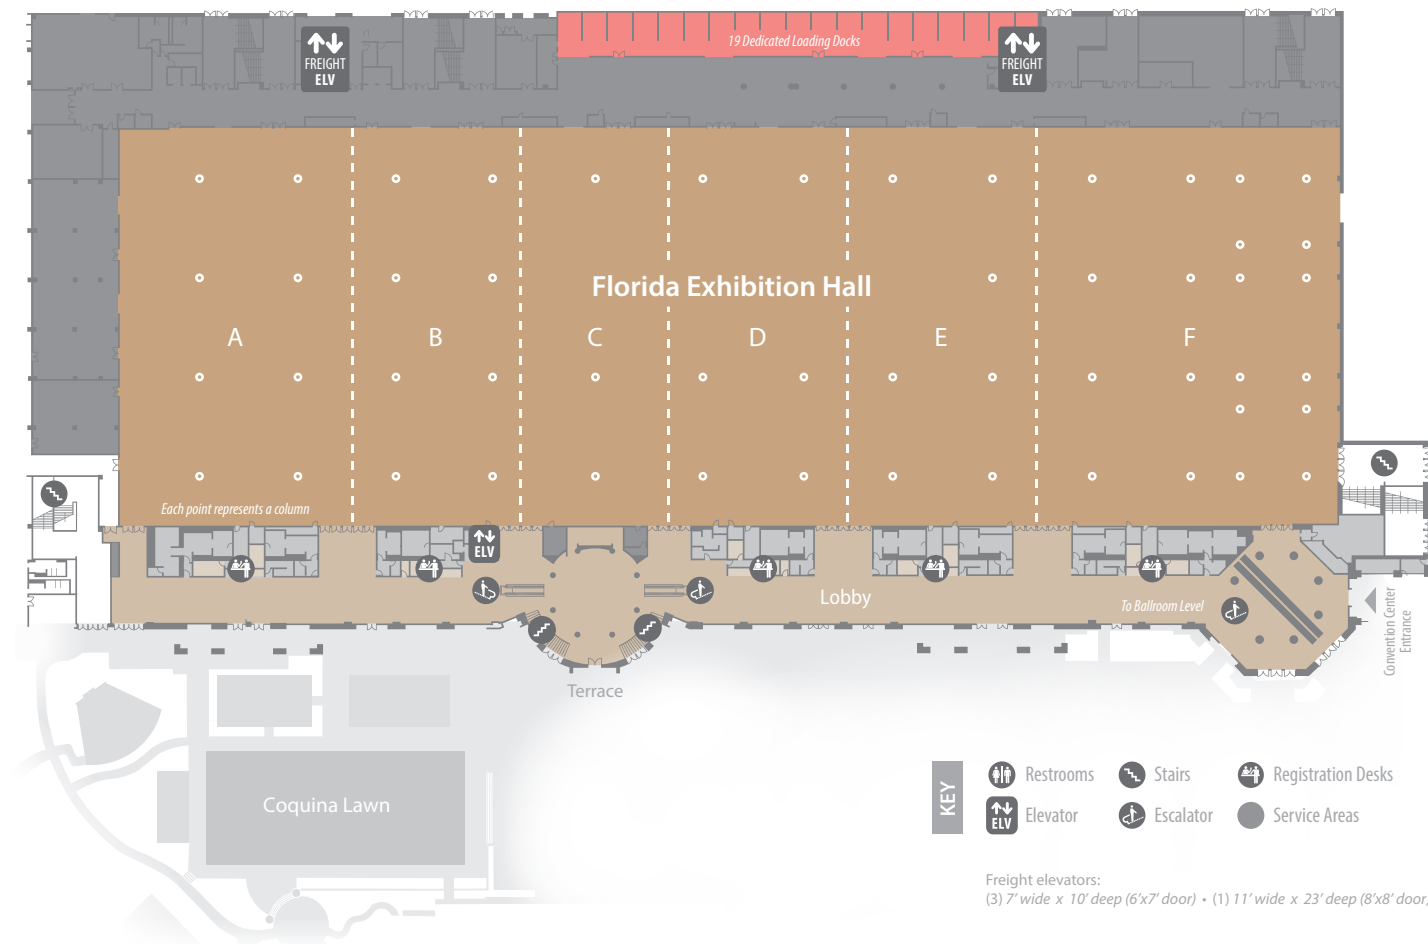 19 Dedicated Loading Docks
FREIGHT
ELV
FREIGHT
ELV
Florida Exhibition Hall
A
B
C
D
E
F
Each point represents a column
ELV
Lobby
To Ballroom Level
Convention Center
Entrance
Terrace
Coquina Lawn
KEY
Restrooms
Stairs
Registration Desks
ELV
Elevator
Escalator
Service Areas
Freight elevators:
(3) 7’ wide x 10’ deep (6’x7’ door) • (1) 11’ wide x 23’ deep (8’x8’ door)